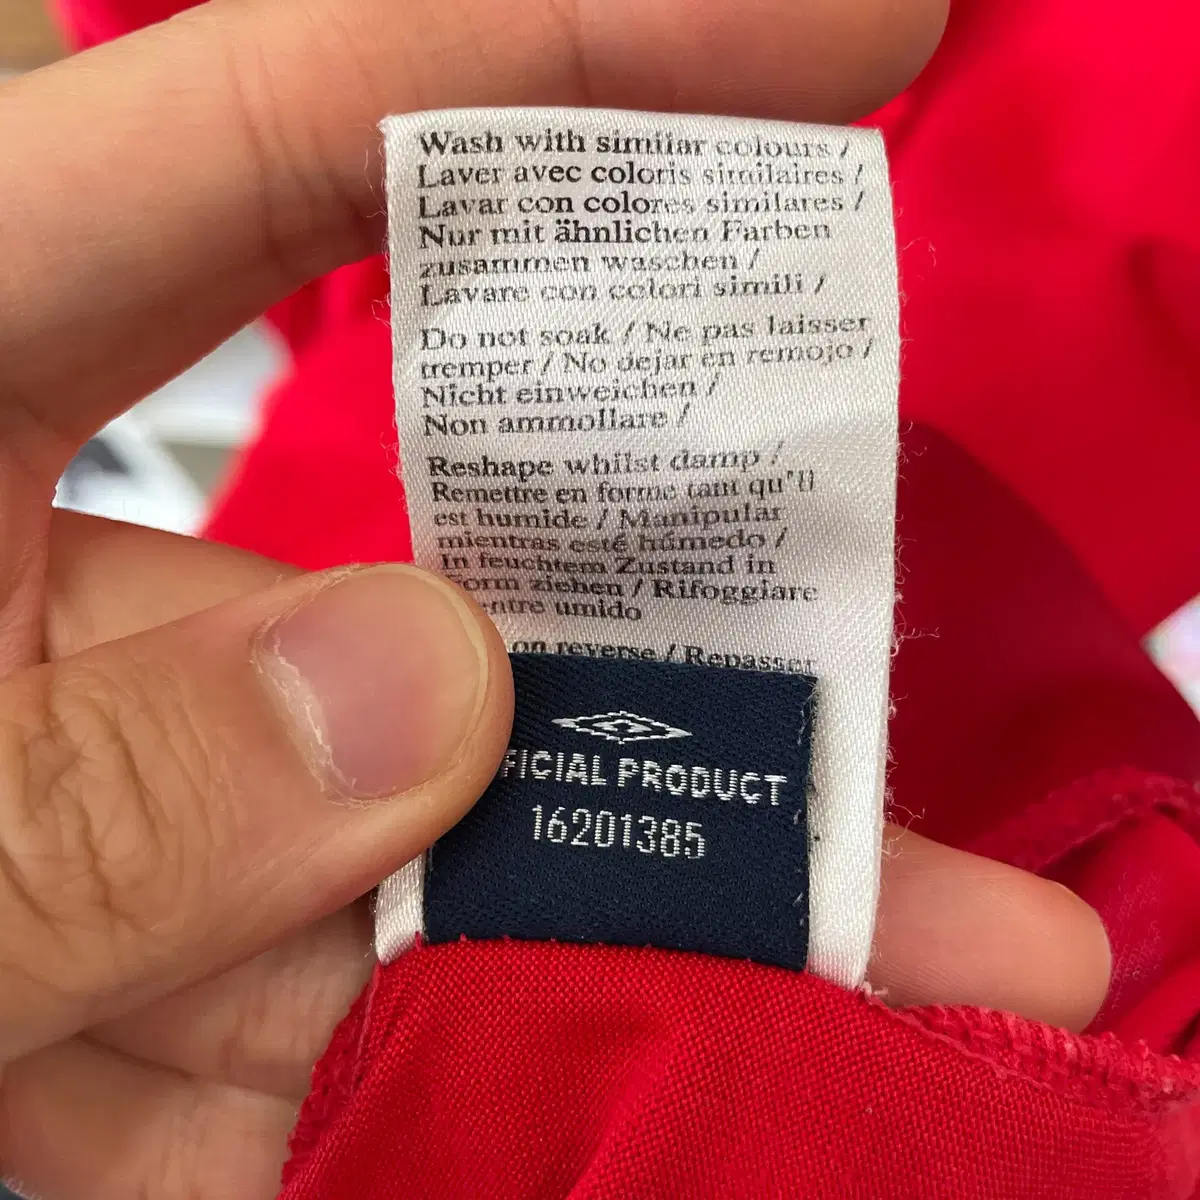 Wash with similar colours /
Laver avec coloris similaires /
Lavar con colores similares /
Nur mit ähnlichen Farben
zusammen waschen /
Lavare con colori simili /
Do not soak / Ne pas laisser
tremper / No dejar en remojo /
Nicht einweichen /
Non ammollare /
Reshape whilst damp /
Remettre en forme tant qu'il
est humide / Manipular
mientras esté húmedo /
In feuchtem Zustand in
Form ziehen / Rifoggiare
entre umido
on reverse / Repasser
FICIAL PRODUCT
16201385